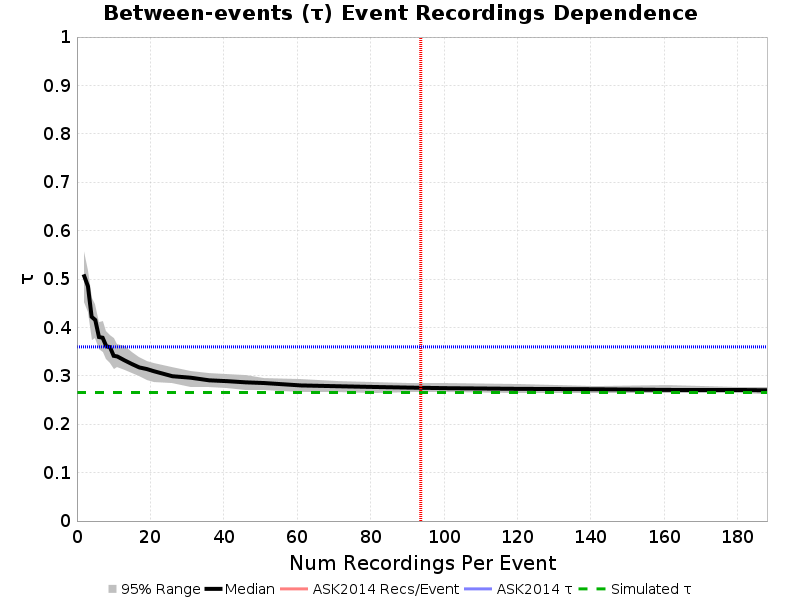 Between-events (τ) Event Recordings Dependence
1
0.9
0.8
0.7
0.6
0.5
0.4
0.3
0.2
0.1
0
τ
0 20 40 60 80 100 120 140 160 180
Num Recordings Per Event
95% Range Median ASK2014 Recs/Event ASK2014 τ Simulated τ